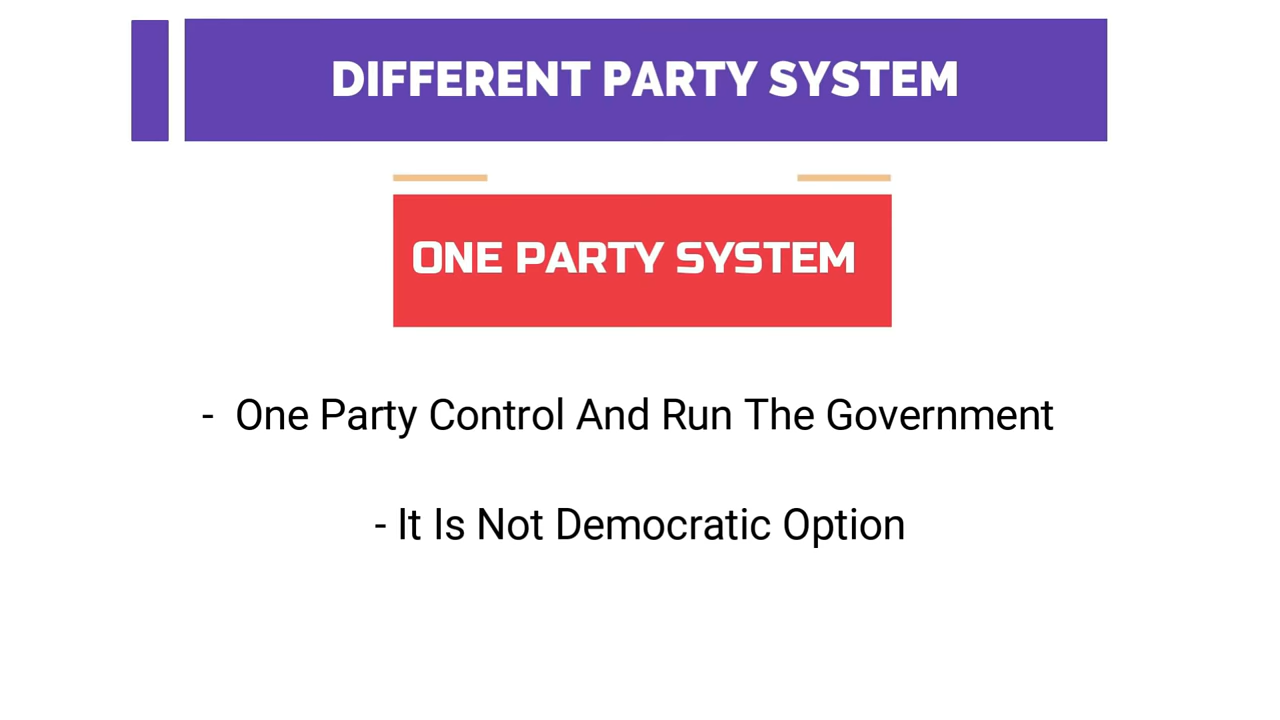 DIFFERENT PARTY SYSTEM
ONE PARTY SYSTEM
- One Party Control And Run The Government
- It Is Not Democratic Option